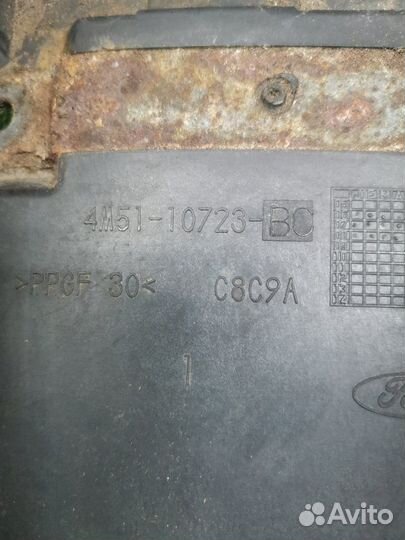 4M51-10723-BC
>PPGF 30< C8C9A
1
Avito